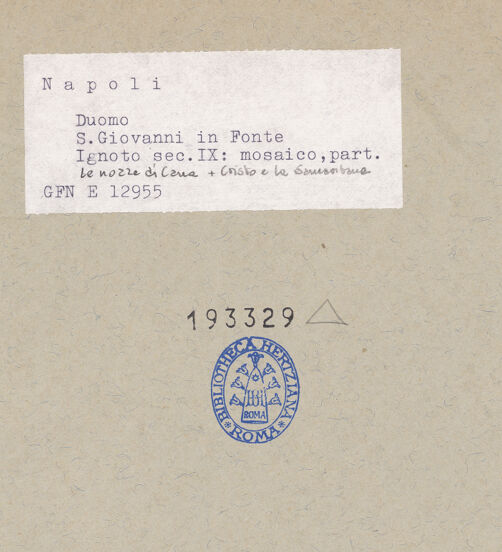 Napoli
Duomo
S.Giovanni in Fonte
Ignoto sec.IX: mosaico,part.
le nozze di Cana + Cristo e la Samaritana
GFN E 12955
193329
BIBLIOTHECA HERTZIANA
ROMA
* ROMA *